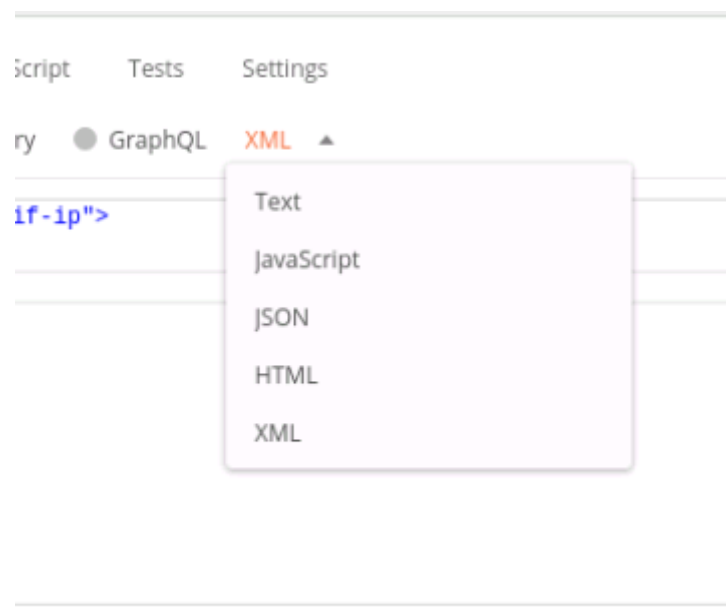 Script Tests Settings
ry GraphQL XML
if-ip">
Text
JavaScript
JSON
HTML
XML